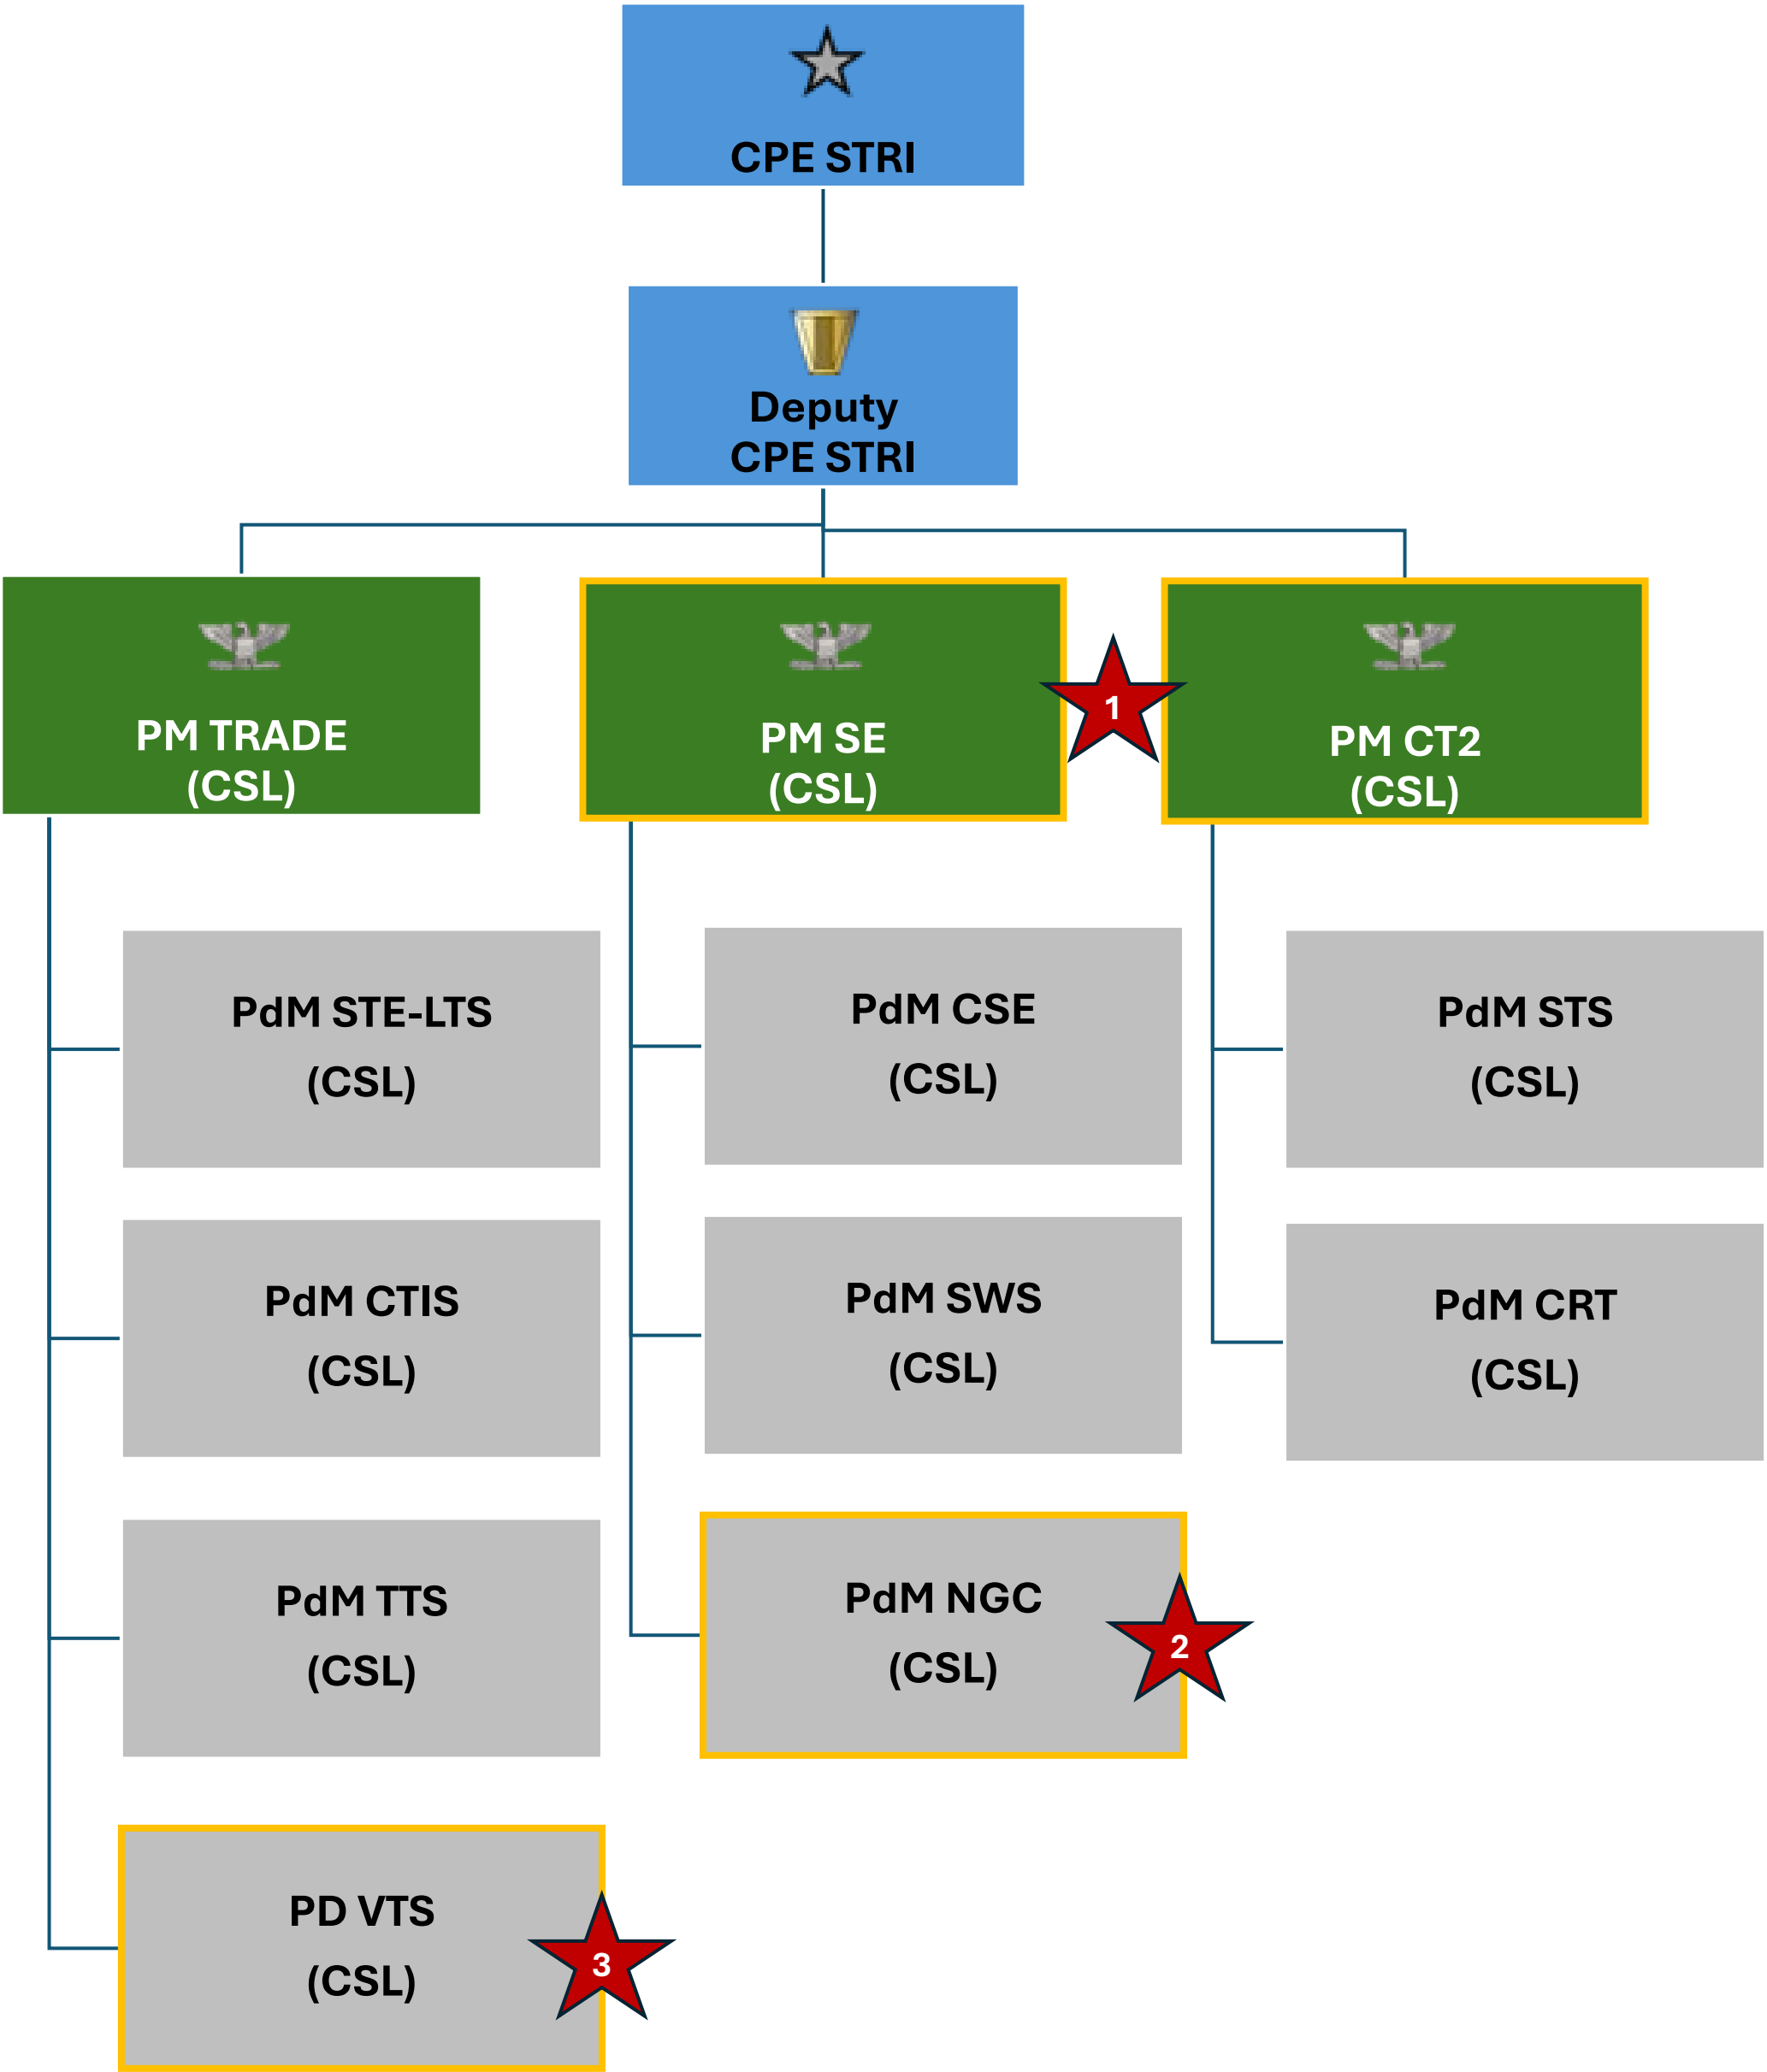 CPE STRI
Deputy
CPE STRI
PM TRADE
(CSL)
PM SE
(CSL)
1
PM CT2
(CSL)
PdM STE-LTS
(CSL)
PdM CSE
(CSL)
PdM STS
(CSL)
PdM CTIS
(CSL)
PdM SWS
(CSL)
PdM CRT
(CSL)
PdM TTS
(CSL)
PdM NGC
(CSL)
2
PD VTS
(CSL)
3